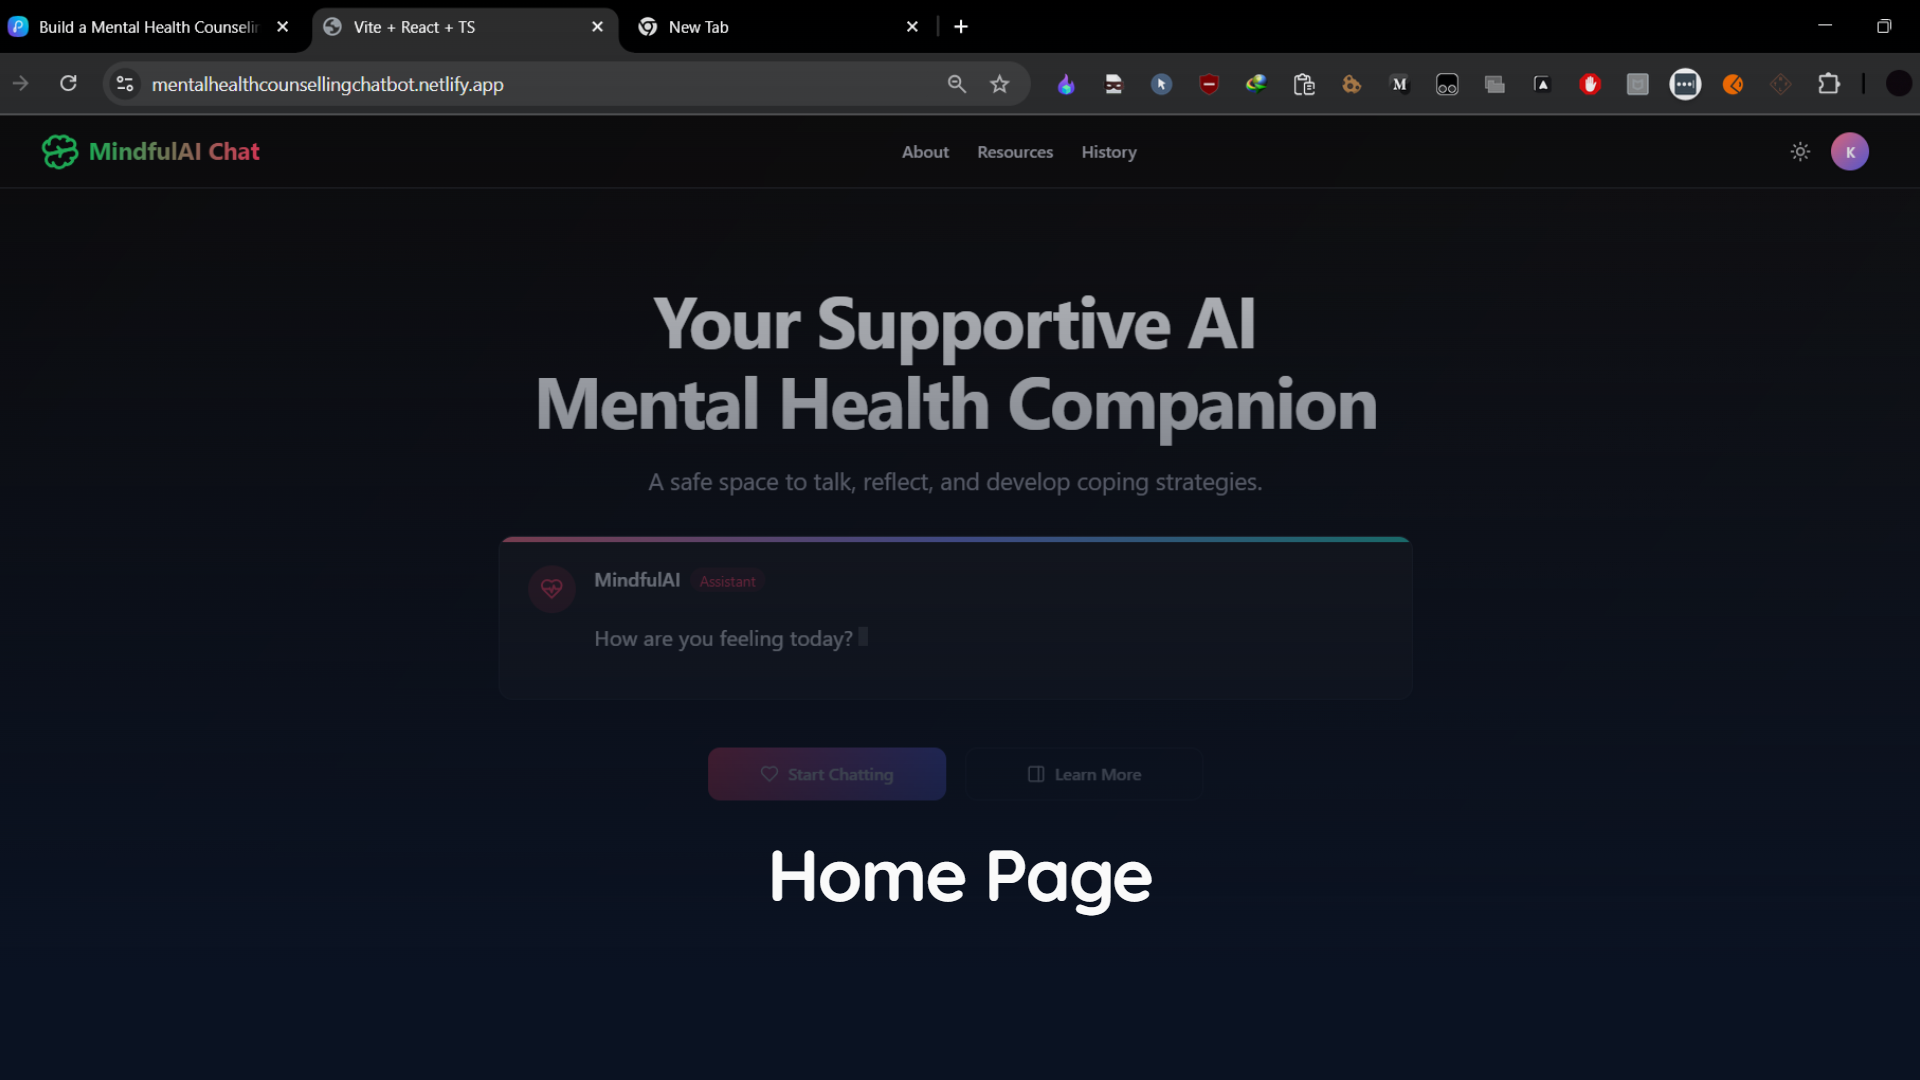 Build a Mental Health Counselin
Vite + React + TS
New Tab
mentalhealthcounsellingchatbot.netlify.app
MindfulAI Chat
About
Resources
History
K
Your Supportive AI
Mental Health Companion
A safe space to talk, reflect, and develop coping strategies.
MindfulAI Assistant
How are you feeling today?
Start Chatting
Learn More
Home Page